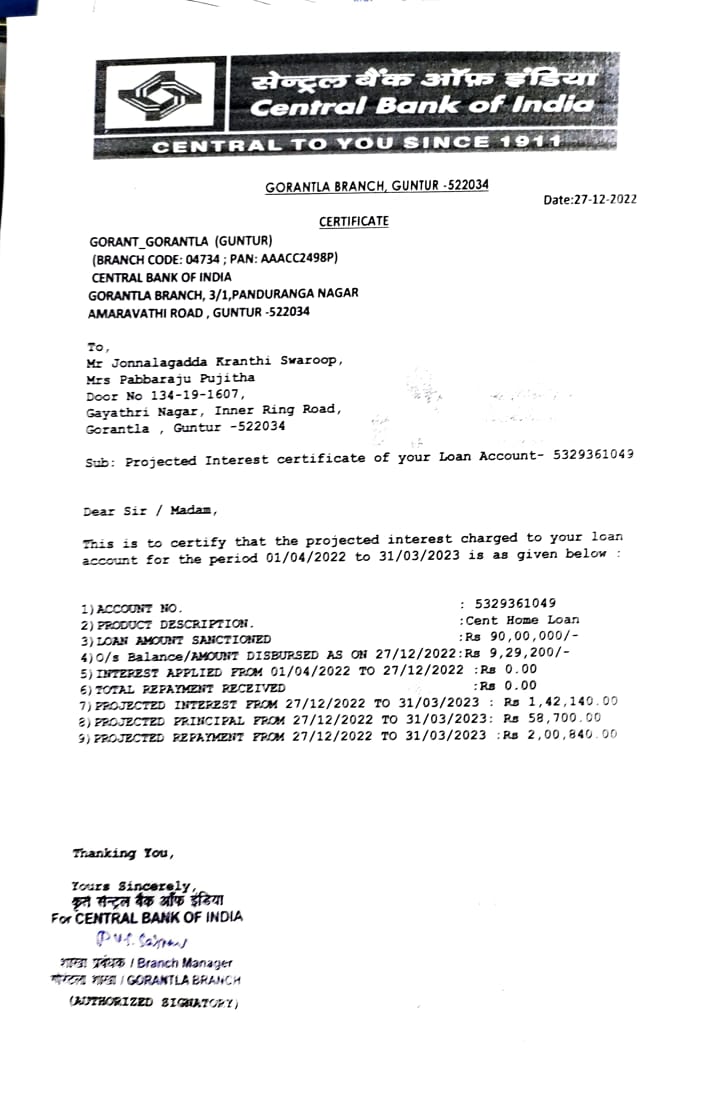 सेन्ट्रल बैंक ऑफ़ इंडिया
Central Bank of India
CENTRAL TO YOU SINCE 1911
GORANTLA BRANCH, GUNTUR -522034
Date:27-12-2022
CERTIFICATE
GORANT_GORANTLA (GUNTUR)
(BRANCH CODE: 04734 ; PAN: AAACC2498P)
CENTRAL BANK OF INDIA
GORANTLA BRANCH, 3/1,PANDURANGA NAGAR
AMARAVATHI ROAD , GUNTUR -522034
To,
Mr Jonnalagadda Kranthi Swaroop,
Mrs Pabbaraju Pujitha
Door No 134-19-1607,
Gayathri Nagar, Inner Ring Road,
Gorantla , Guntur -522034
Sub: Projected Interest certificate of your Loan Account- 5329361049
Dear Sir / Madam,
This is to certify that the projected interest charged to your loan
account for the period 01/04/2022 to 31/03/2023 is as given below :
1)ACCOUNT NO. : 5329361049
2)PRODUCT DESCRIPTION. :Cent Home Loan
3)LOAN AMOUNT SANCTIONED :Rs 90,00,000/-
4)O/s Balance/AMOUNT DISBURSED AS ON 27/12/2022:Rs 9,29,200/-
5)INTEREST APPLIED FROM 01/04/2022 TO 27/12/2022 :Rs 0.00
6)TOTAL REPAYMENT RECEIVED :Rs 0.00
7)PROJECTED INTEREST FROM 27/12/2022 TO 31/03/2023 : Rs 1,42,140.00
8)PROJECTED PRINCIPAL FROM 27/12/2022 TO 31/03/2023: Rs 58,700.00
9)PROJECTED REPAYMENT FROM 27/12/2022 TO 31/03/2023 :Rs 2,00,840.00
Thanking You,
Yours Sincerely,
कृते सेन्ट्रल बैंक ऑफ इंडिया
For CENTRAL BANK OF INDIA
शाखा प्रबंधक / Branch Manager
शाखा / GORANTLA BRANCH
(AUTHORIZED SIGNATORY)